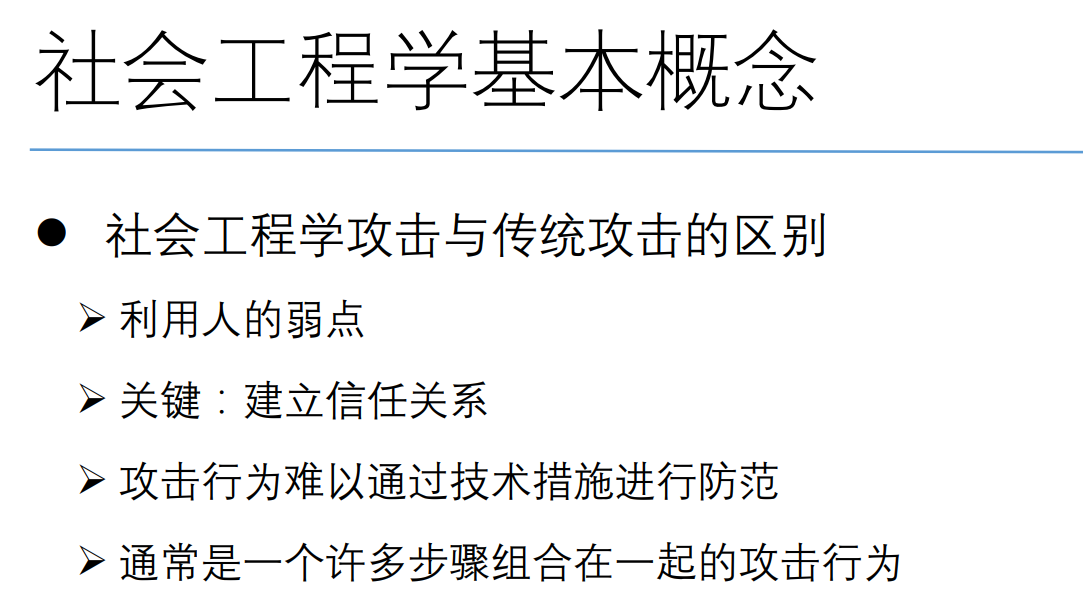 社会工程学基本概念
社会工程学攻击与传统攻击的区别
利用人的弱点
关键：建立信任关系
攻击行为难以通过技术措施进行防范
通常是一个许多步骤组合在一起的攻击行为